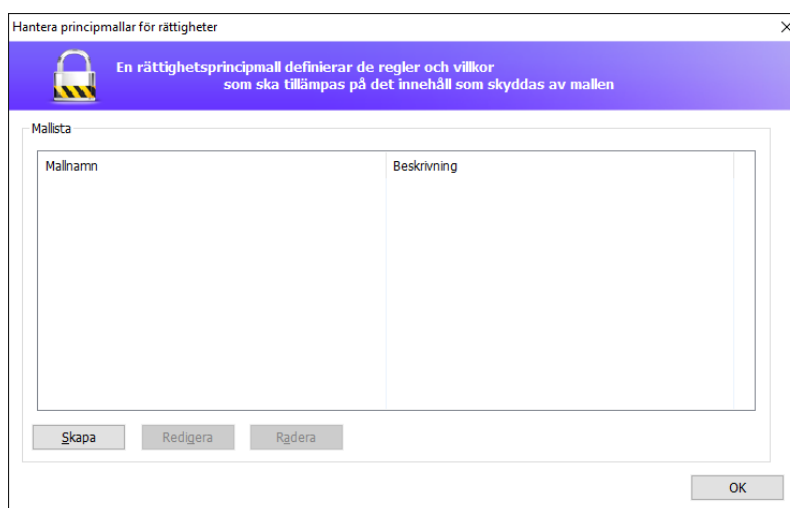 Hantera principmallar för rättigheter
En rättighetsprincipmall definierar de regler och villkor
som ska tillämpas på det innehåll som skyddas av mallen
Mallista
Mallnamn Beskrivning
Skapa Redigera Radera
OK